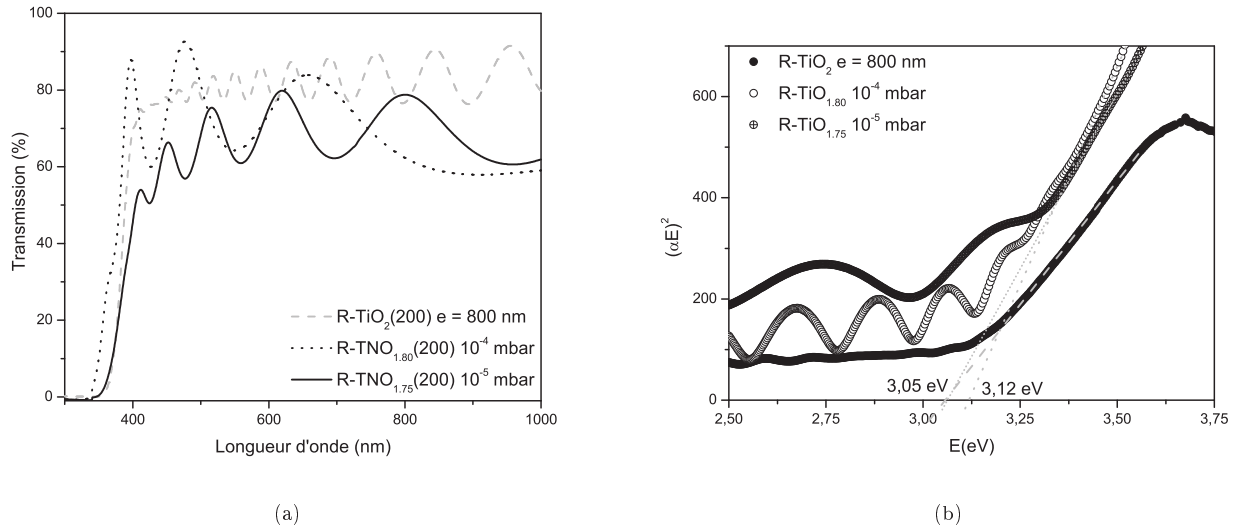 100
80
60
40
20
0
Transmission (%)
R-TiO2(200) e = 800 nm
R-TNO1.80(200) 10-4 mbar
R-TNO1.75(200) 10-5 mbar
400
600
800
1000
Longueur d'onde (nm)
(a)
600
400
200
0
(αE)2
R-TiO2 e = 800 nm
R-TiO1.80 10-4 mbar
R-TiO1.75 10-5 mbar
3,05 eV
3,12 eV
2,50
2,75
3,00
3,25
3,50
3,75
E(eV)
(b)